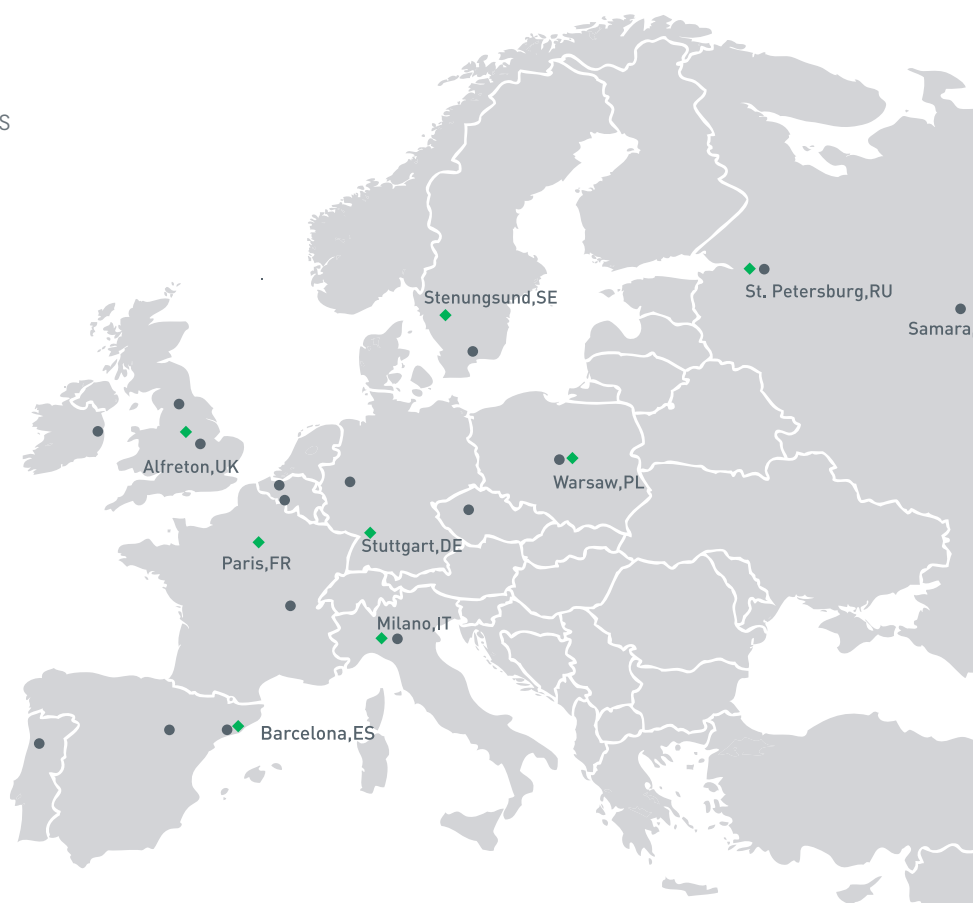 S
Stenungsund,SE
St. Petersburg,RU
Samara,
Alfreton,UK
Warsaw,PL
Stuttgart,DE
Paris,FR
Milano,IT
Barcelona,ES